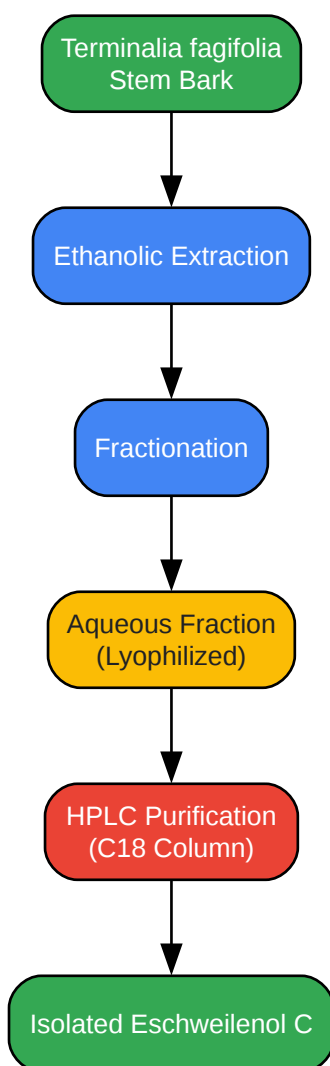 Terminalia fagifolia
Stem Bark
Ethanolic Extraction
Fractionation
Aqueous Fraction
(Lyophilized)
HPLC Purification
(C18 Column)
Isolated Eschweilenol C